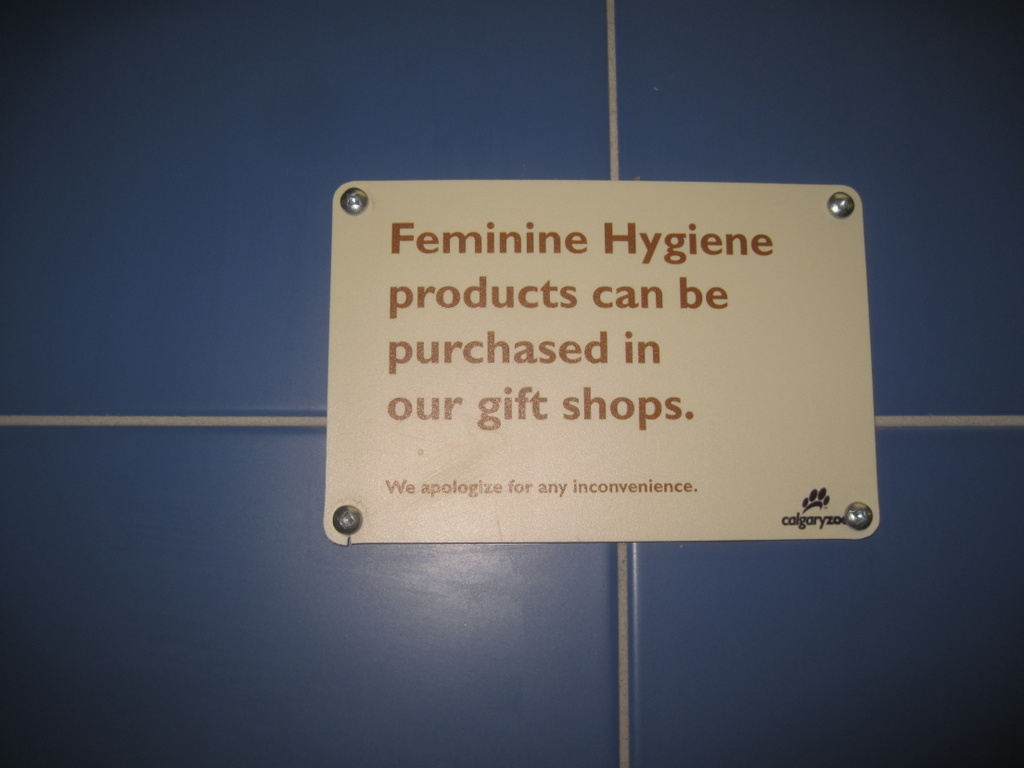 Feminine Hygiene
products can be
purchased in
our gift shops.
We apologize for any inconvenience.
calgaryzoo